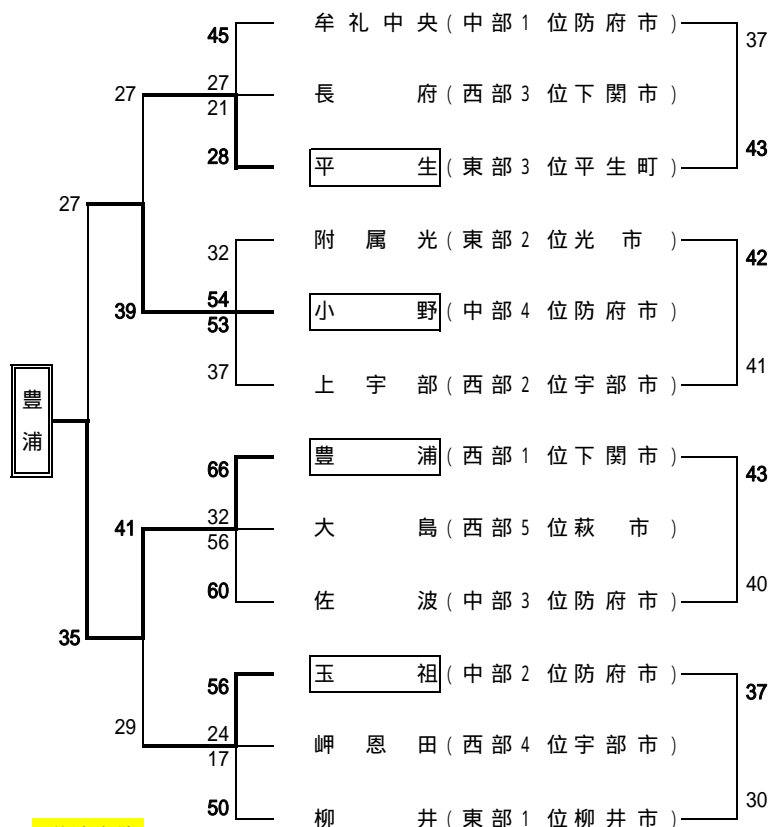 45 牟礼中央(中部1 位防府市) 37
27
27 長 府(西部3 位下関市)
21
28 平 生(東部3 位平生町) 43
27
32 附属光(東部2 位光 市) 42
39
54 小 野(中部4 位防府市)
53
37 上宇部(西部2 位宇部市) 41
豊浦
66 豊 浦(西部1 位下関市) 43
41
32 大 島(西部5 位萩 市)
56
60 佐 波(中部3 位防府市) 40
35
56 玉 祖(中部2 位防府市) 37
29
24 岬恩田(西部4 位宇部市)
17
50 柳 井(東部1 位柳井市) 30